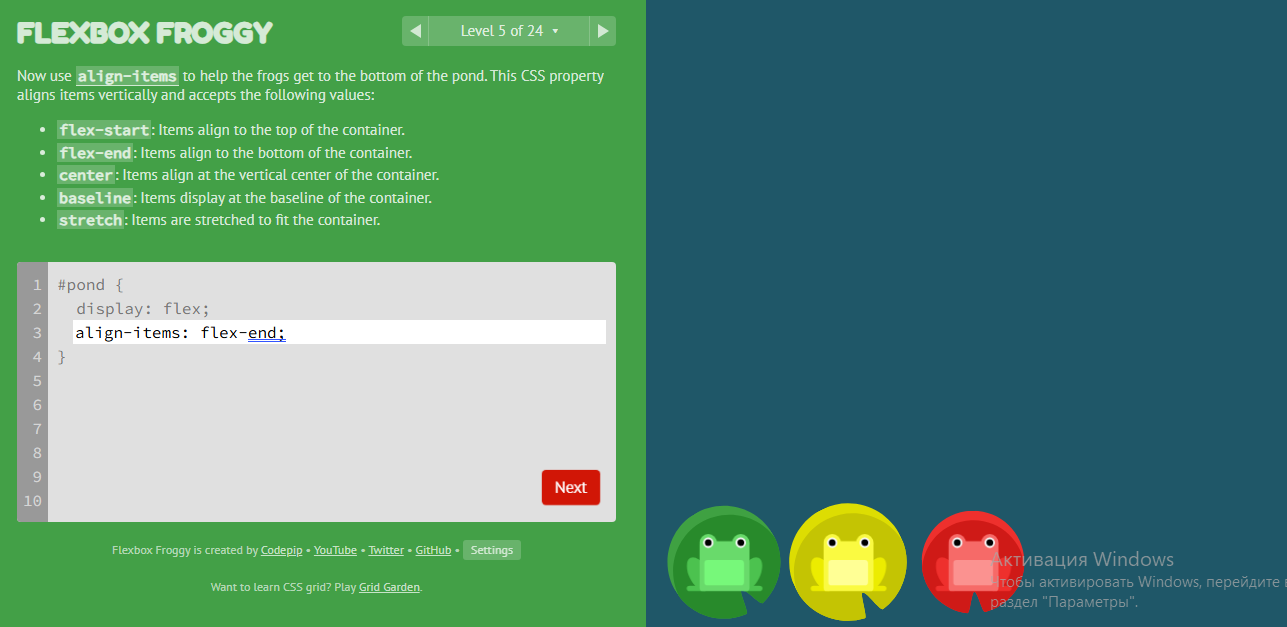 FLEXBOX FROGGY
Level 5 of 24
Now use align-items to help the frogs get to the bottom of the pond. This CSS property
aligns items vertically and accepts the following values:
• flex-start: Items align to the top of the container.
• flex-end: Items align to the bottom of the container.
• center: Items align at the vertical center of the container.
• baseline: Items display at the baseline of the container.
• stretch: Items are stretched to fit the container.
1 #pond {
2 display: flex;
3 align-items: flex-end;
4 }
5
6
7
8
9
10
Next
Flexbox Froggy is created by Codepip • YouTube • Twitter • GitHub • Settings
Want to learn CSS grid? Play Grid Garden.
Активация Windows
Чтобы активировать Windows, перейдите в
раздел "Параметры".